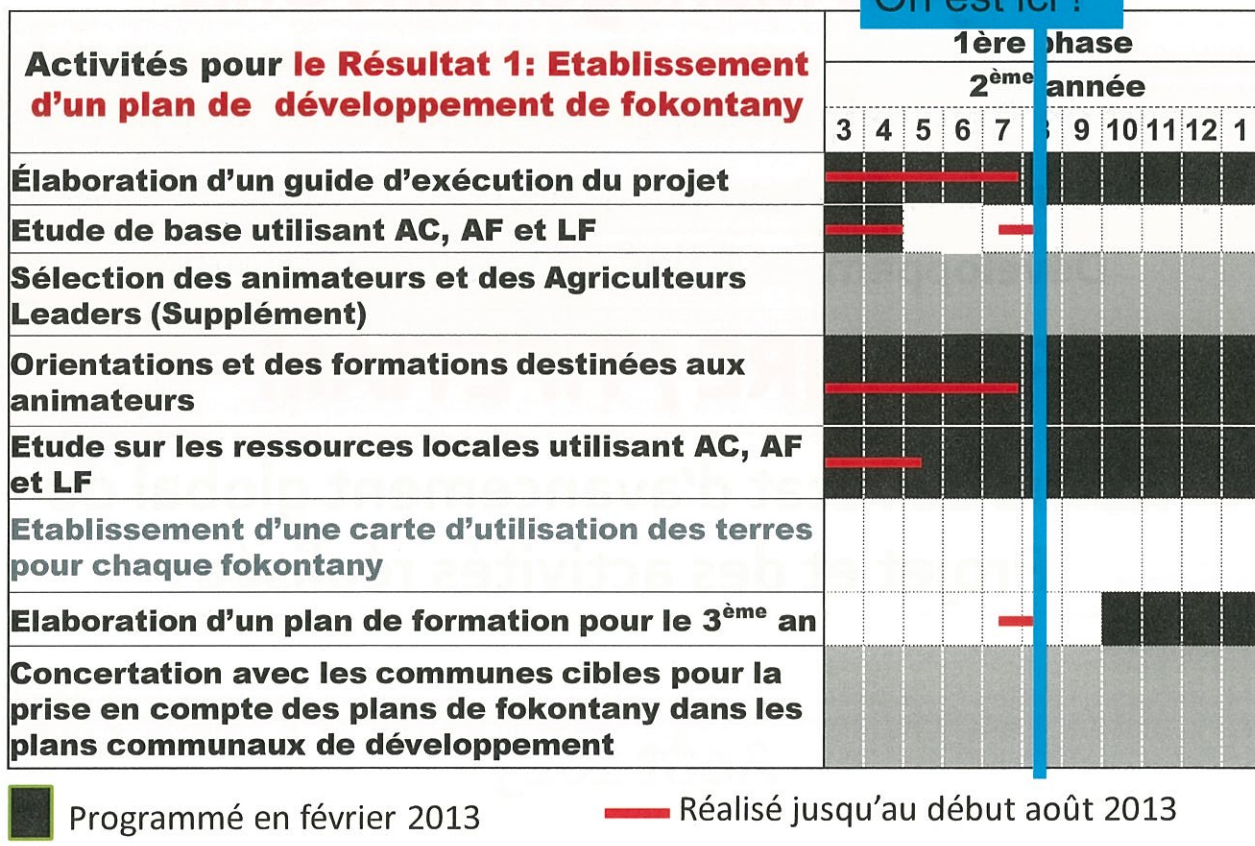 On est ici !
1ère phase
Activités pour le Résultat 1: Etablissement
d’un plan de développement de fokontany
2ème année
3 4 5 6 7 8 9 10 11 12 1
Élaboration d’un guide d’exécution du projet
Etude de base utilisant AC, AF et LF
Sélection des animateurs et des Agriculteurs
Leaders (Supplément)
Orientations et des formations destinées aux
animateurs
Etude sur les ressources locales utilisant AC, AF
et LF
Etablissement d’une carte d’utilisation des terres
pour chaque fokontany
Elaboration d’un plan de formation pour le 3ème an
Concertation avec les communes cibles pour la
prise en compte des plans de fokontany dans les
plans communaux de développement
Programmé en février 2013
Réalisé jusqu’au début août 2013